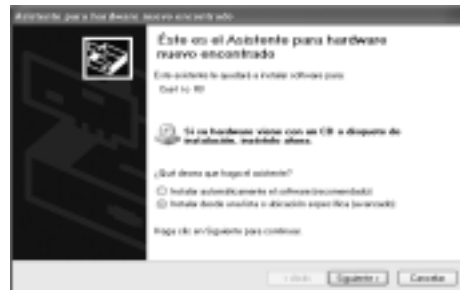 Asistente para hardware nuevo encontrado
Éste es el Asistente para hardware
nuevo encontrado
Este asistente le ayudará a instalar software para:
Si su hardware viene con un CD o disquete de
instalación, insértelo ahora.
¿Qué desea que haga el asistente?
Instalar automáticamente el software (recomendado)
Instalar desde una lista o ubicación específica (avanzado)
Haga clic en Siguiente para continuar.
< Atrás Siguiente > Cancelar